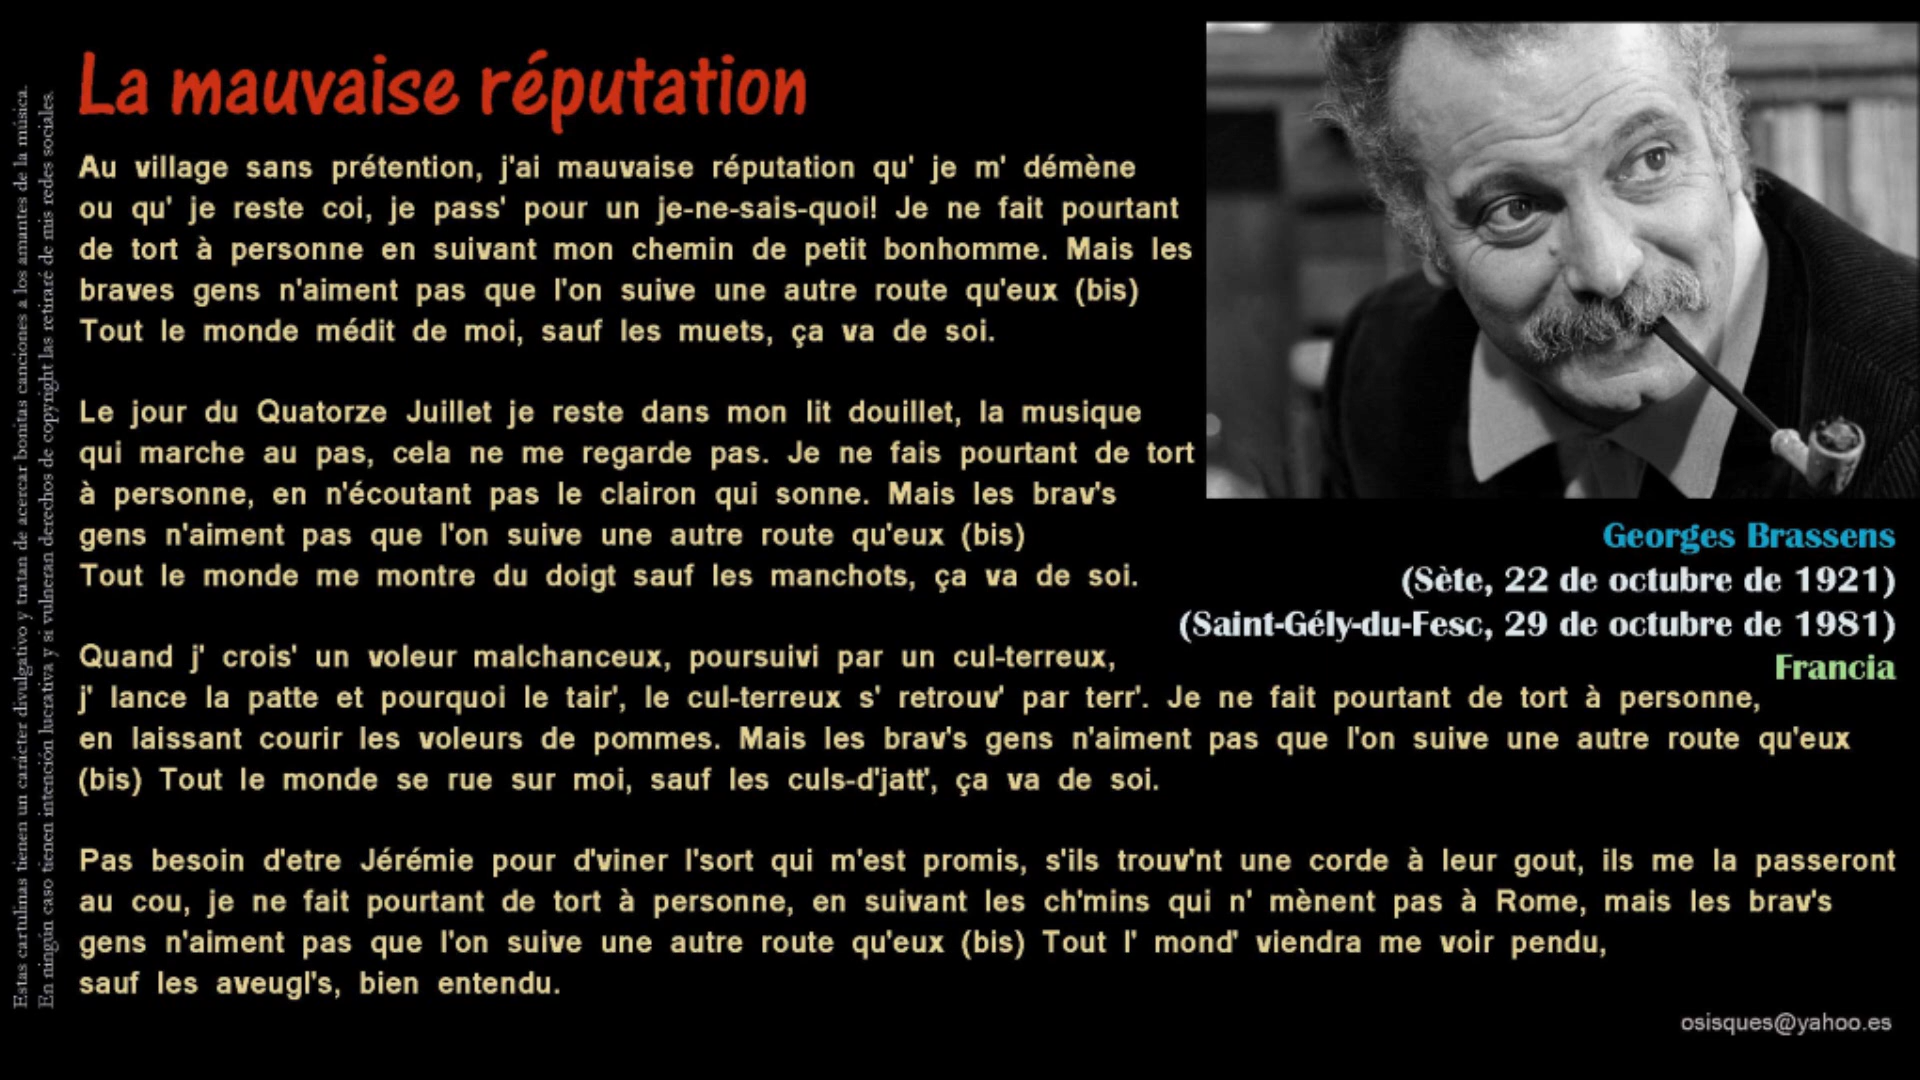 La mauvaise réputation
Au village sans prétention, j'ai mauvaise réputation qu' je m' démène
ou qu' je reste coi, je pass' pour un je-ne-sais-quoi! Je ne fait pourtant
de tort à personne en suivant mon chemin de petit bonhomme. Mais les
braves gens n'aiment pas que l'on suive une autre route qu'eux (bis)
Tout le monde médit de moi, sauf les muets, ça va de soi.
Le jour du Quatorze Juillet je reste dans mon lit douillet, la musique
qui marche au pas, cela ne me regarde pas. Je ne fais pourtant de tort
à personne, en n'écoutant pas le clairon qui sonne. Mais les brav's
gens n'aiment pas que l'on suive une autre route qu'eux (bis)
Tout le monde me montre du doigt sauf les manchots, ça va de soi.
Quand j' crois' un voleur malchanceux, poursuivi par un cul-terreux,
j' lance la patte et pourquoi le tair', le cul-terreux s' retrouv' par terr'. Je ne fait pourtant de tort à personne,
en laissant courir les voleurs de pommes. Mais les brav's gens n'aiment pas que l'on suive une autre route qu'eux
(bis) Tout le monde se rue sur moi, sauf les culs-d'jatt', ça va de soi.
Pas besoin d'etre Jérémie pour d'viner l'sort qui m'est promis, s'ils trouv'nt une corde à leur gout, ils me la passeront
au cou, je ne fait pourtant de tort à personne, en suivant les ch'mins qui n' mènent pas à Rome, mais les brav's
gens n'aiment pas que l'on suive une autre route qu'eux (bis) Tout l' mond' viendra me voir pendu,
sauf les aveugl's, bien entendu.
Georges Brassens
(Sète, 22 de octubre de 1921)
(Saint-Gély-du-Fesc, 29 de octubre de 1981)
Francia
osisques@yahoo.es
Estas cartulinas tienen un carácter divulgativo y tratan de acercar bonitas canciones a los amantes de la música.
En ningún caso tienen intención lucrativa y si vulneran derechos de copyright las retiraré de mis redes sociales.